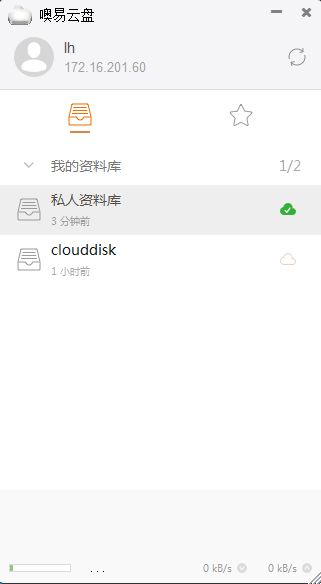 噢易云盘
lh
172.16.201.60
我的资料库 1/2
私人资料库
3 分钟前
clouddisk
1 小时前
... 0 kB/s 0 kB/s